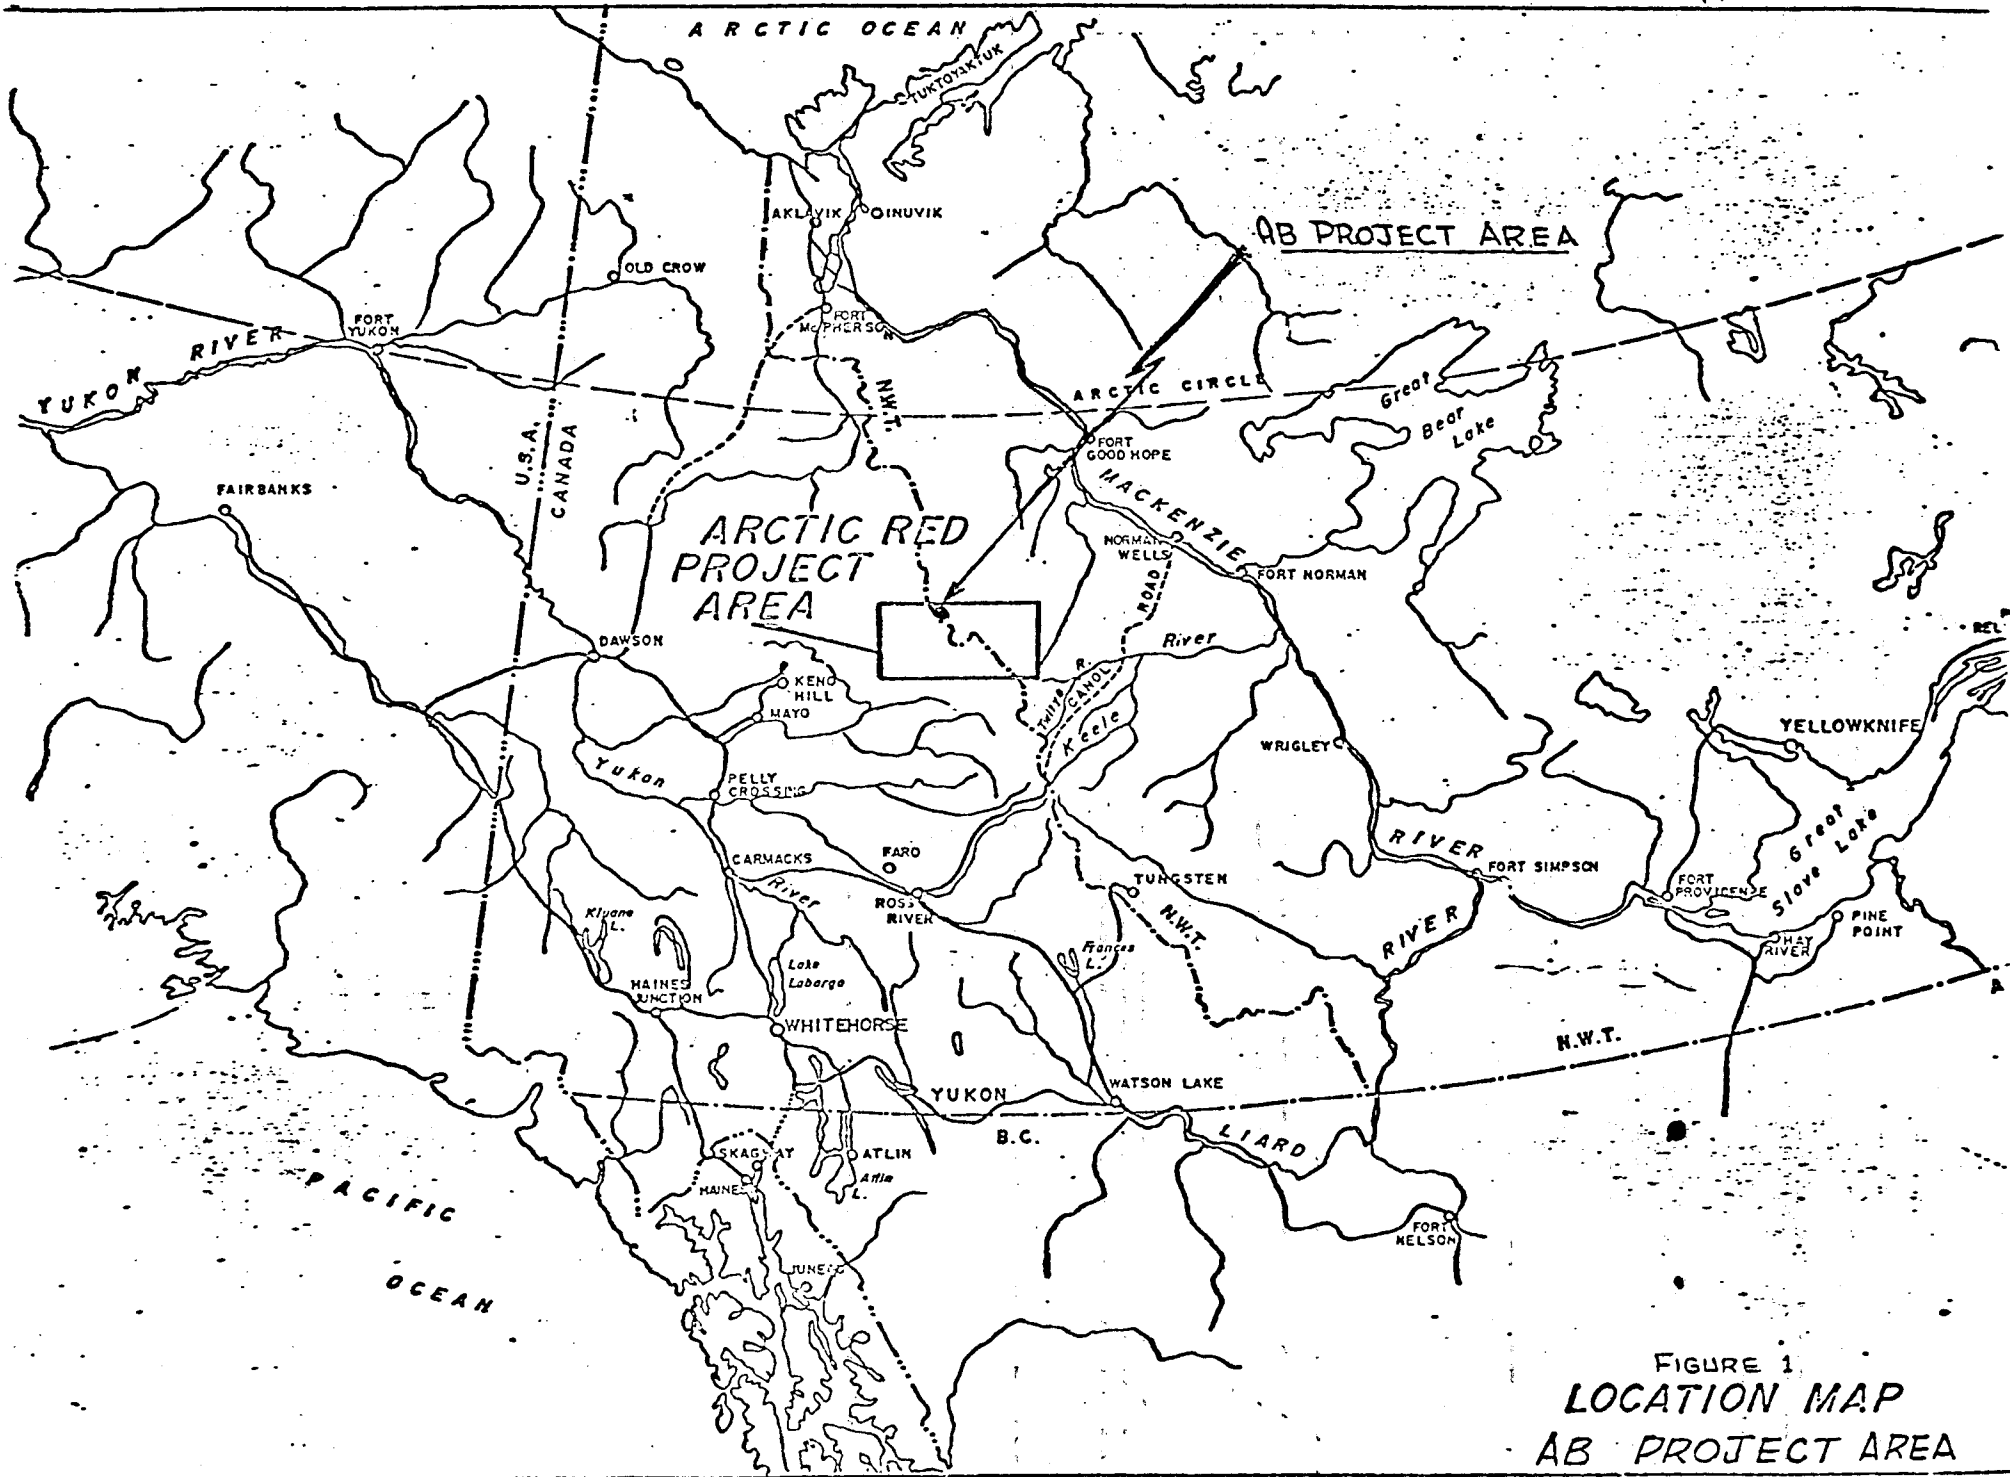 ARCTIC OCEAN
TUKTOYAKTUK
AKLAVIK
INUVIK
AB PROJECT AREA
OLD CROW
FORT
YUKON
YUKON RIVER
FORT
McPHERSON
N.W.T.
ARCTIC CIRCLE
Great
Bear
Lake
U.S.A.
CANADA
FORT
GOOD HOPE
FAIRBANKS
MACKENZIE
ARCTIC RED
PROJECT
AREA
NORMAN
WELLS
FORT NORMAN
ROAD
DAWSON
River
REL
KENO
HILL
MAYO
Twitya
R.
CANOL
Keele
WRIGLEY
YELLOWKNIFE
Yukon
PELLY
CROSSING
Great
Slave Lake
RIVER
CARMACKS
FARO
FORT SIMPSON
River
ROSS
RIVER
TUNGSTEN
FORT
PROVIDENSE
PINE
POINT
Kluane
L.
N.W.T.
RIVER
HAY
RIVER
Frances
L.
Lake
Labarge
HAINES
JUNCTION
WHITEHORSE
A
N.W.T.
YUKON
WATSON LAKE
B.C.
LIARD
SKAGWAY
ATLIN
Atlin
L.
HAINES
PACIFIC
OCEAN
FORT
NELSON
JUNEAU
FIGURE 1
LOCATION MAP
AB PROJECT AREA